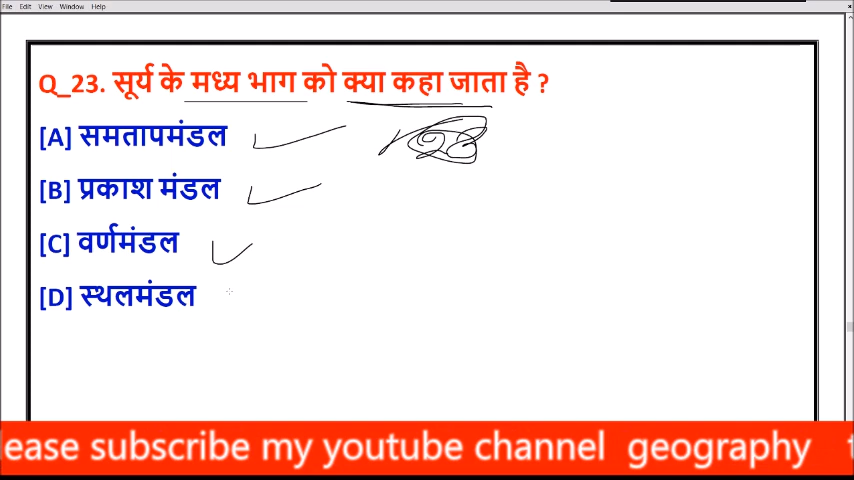 File Edit View Window Help
Q_23. सूर्य के मध्य भाग को क्या कहा जाता है ?
[A] समतापमंडल
[B] प्रकाश मंडल
[C] वर्णमंडल
[D] स्थलमंडल
lease subscribe my youtube channel geography t